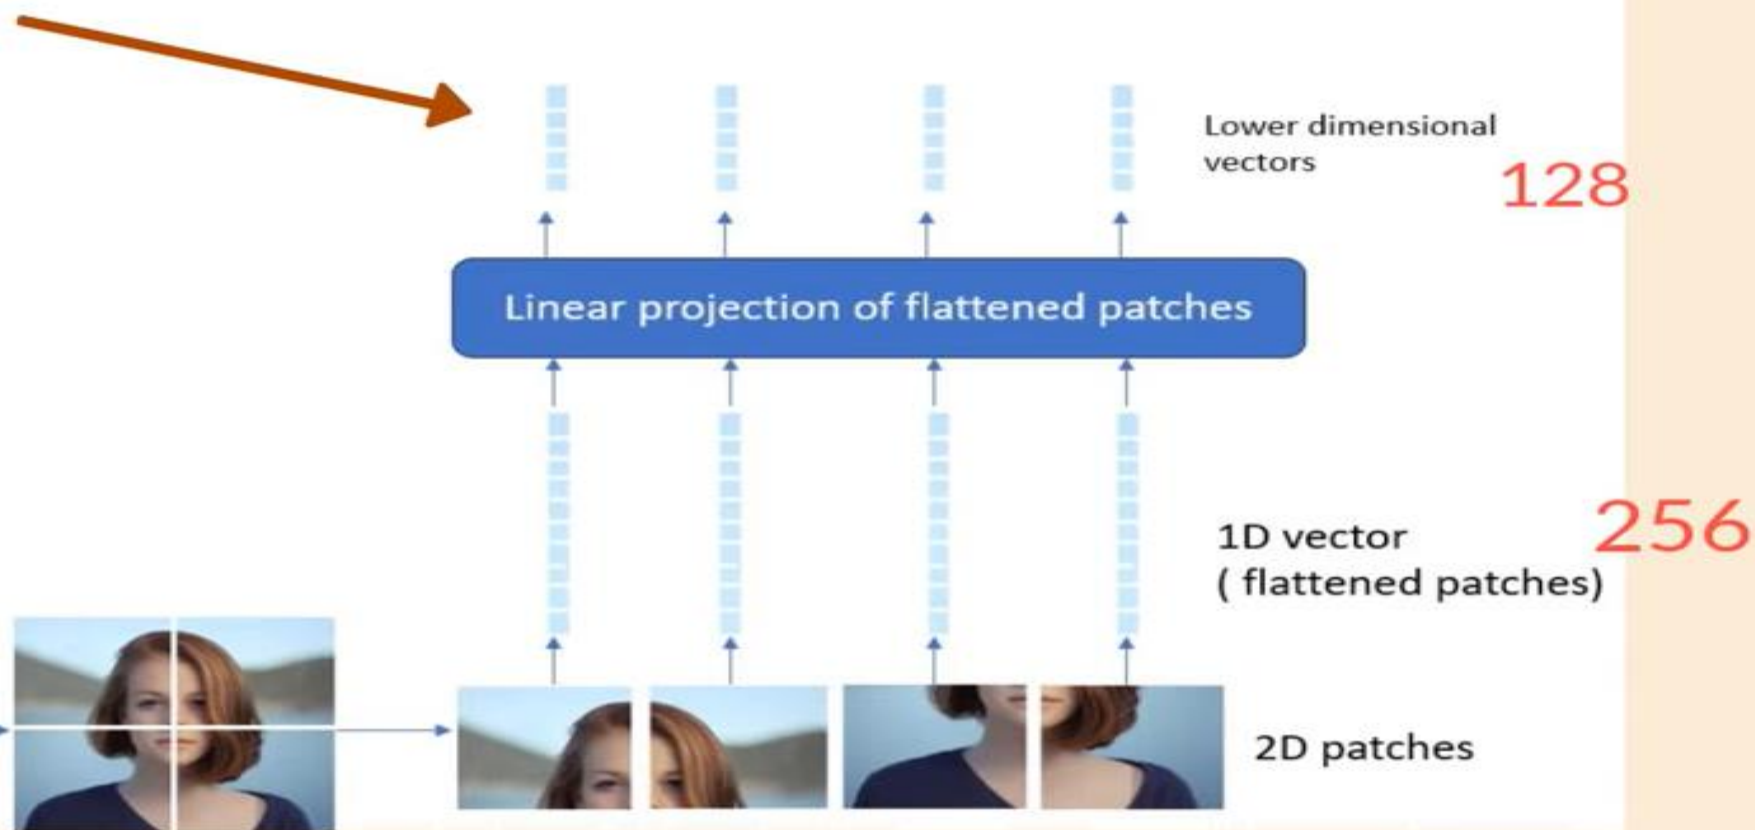 Lower dimensional
vectors
128
Linear projection of flattened patches
1D vector
( flattened patches)
256
2D patches